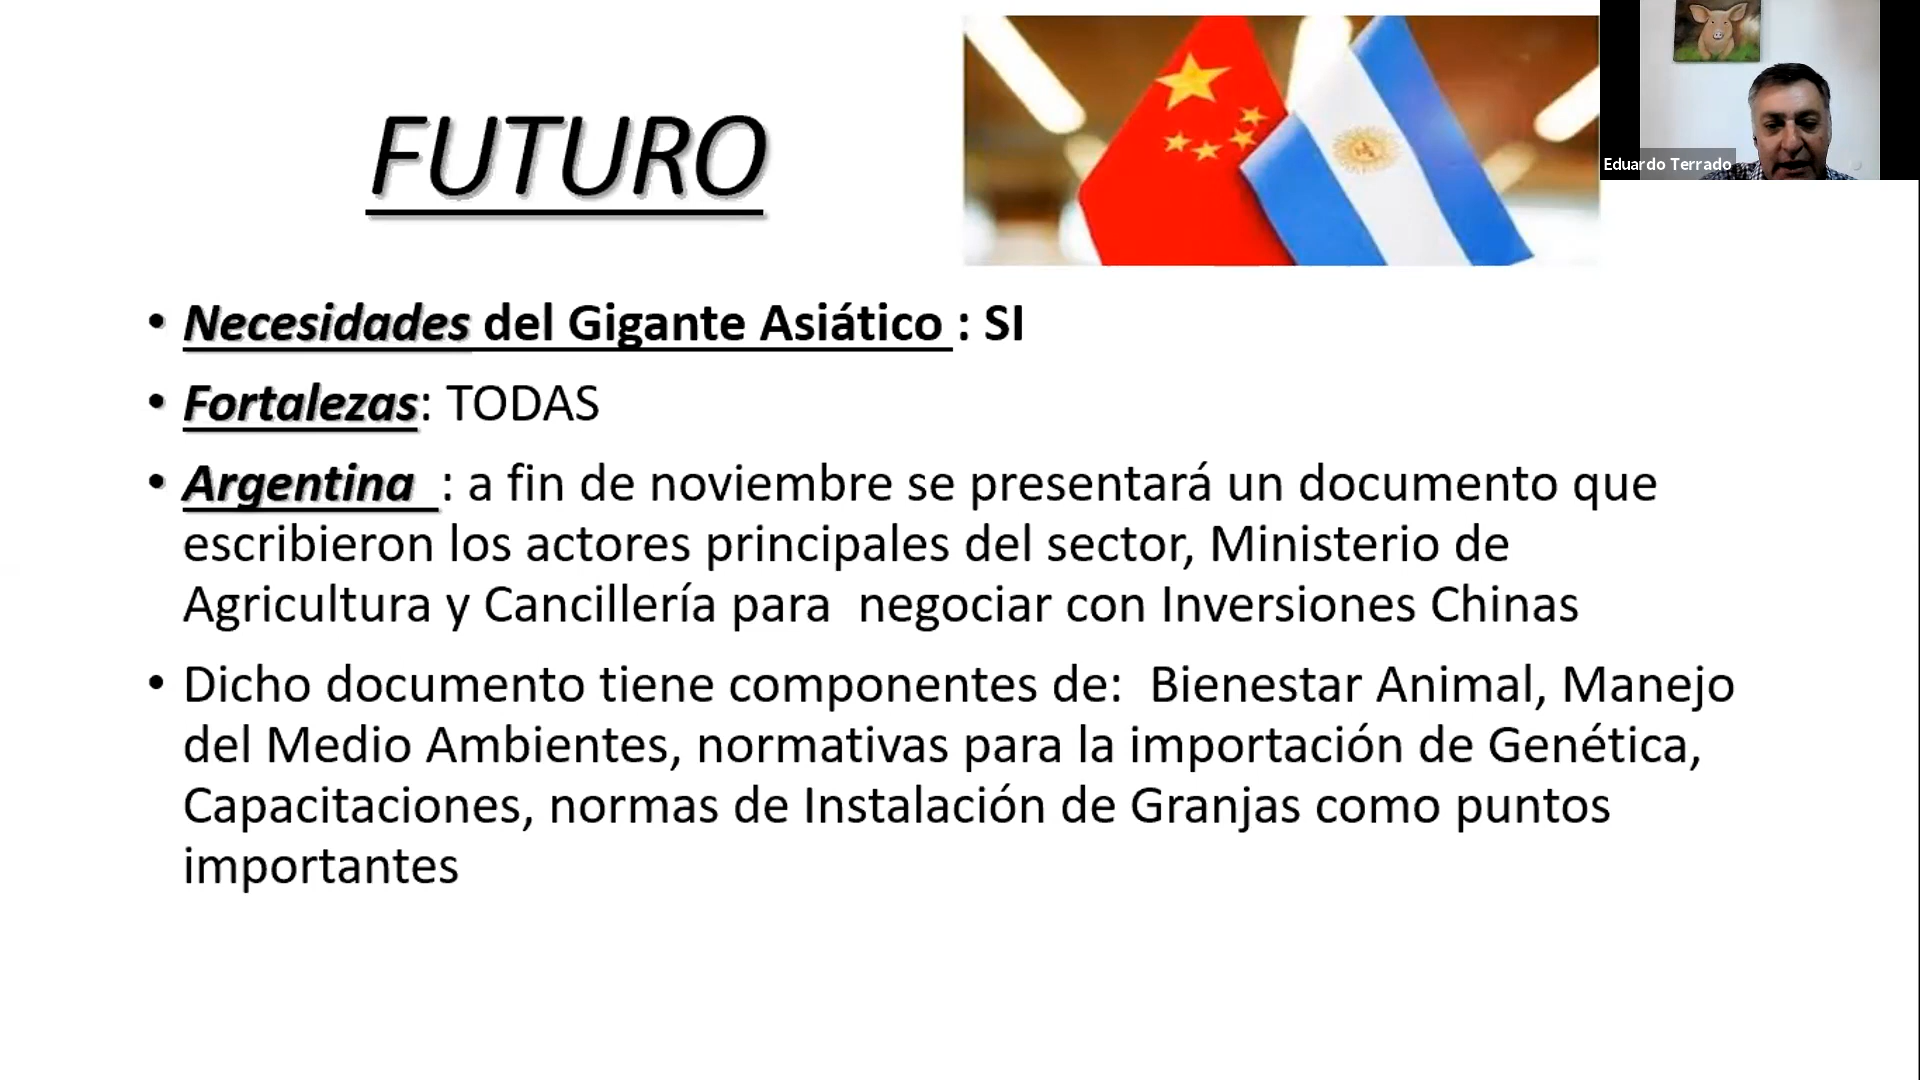 FUTURO
Eduardo Terrado
• Necesidades del Gigante Asiático : SI
• Fortalezas: TODAS
• Argentina : a fin de noviembre se presentará un documento que
escribieron los actores principales del sector, Ministerio de
Agricultura y Cancillería para negociar con Inversiones Chinas
• Dicho documento tiene componentes de: Bienestar Animal, Manejo
del Medio Ambientes, normativas para la importación de Genética,
Capacitaciones, normas de Instalación de Granjas como puntos
importantes